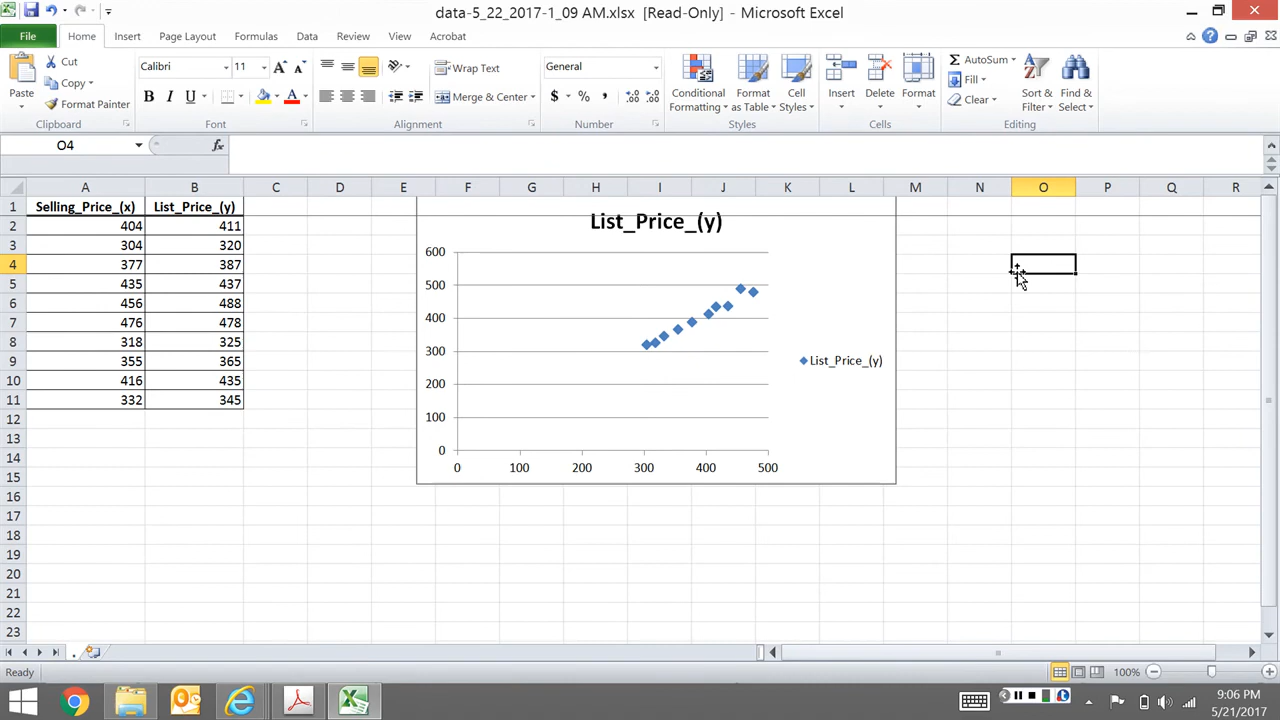 data-5_22_2017-1_09 AM.xlsx [Read-Only] - Microsoft Excel
File Home Insert Page Layout Formulas Data Review View Acrobat
Paste
Cut
Copy
Format Painter
Clipboard
Calibri 11
B I U
Font
Wrap Text
Merge & Center
Alignment
General
$ % ,
Number
Conditional Formatting
Format as Table
Cell Styles
Styles
Insert Delete Format
Cells
AutoSum
Fill
Clear
Sort & Filter
Find & Select
Editing
O4 fx
A B C D E F G H I J K L M N O P Q R
1 Selling_Price_(x) List_Price_(y)
2 404 411
3 304 320
4 377 387
5 435 437
6 456 488
7 476 478
8 318 325
9 355 365
10 416 435
11 332 345
12
13
14
15
16
17
18
19
20
21
22
23
List_Price_(y)
600
500
400
300
200
100
0
0 100 200 300 400 500
List_Price_(y)
.
Ready 100%
9:06 PM
5/21/2017